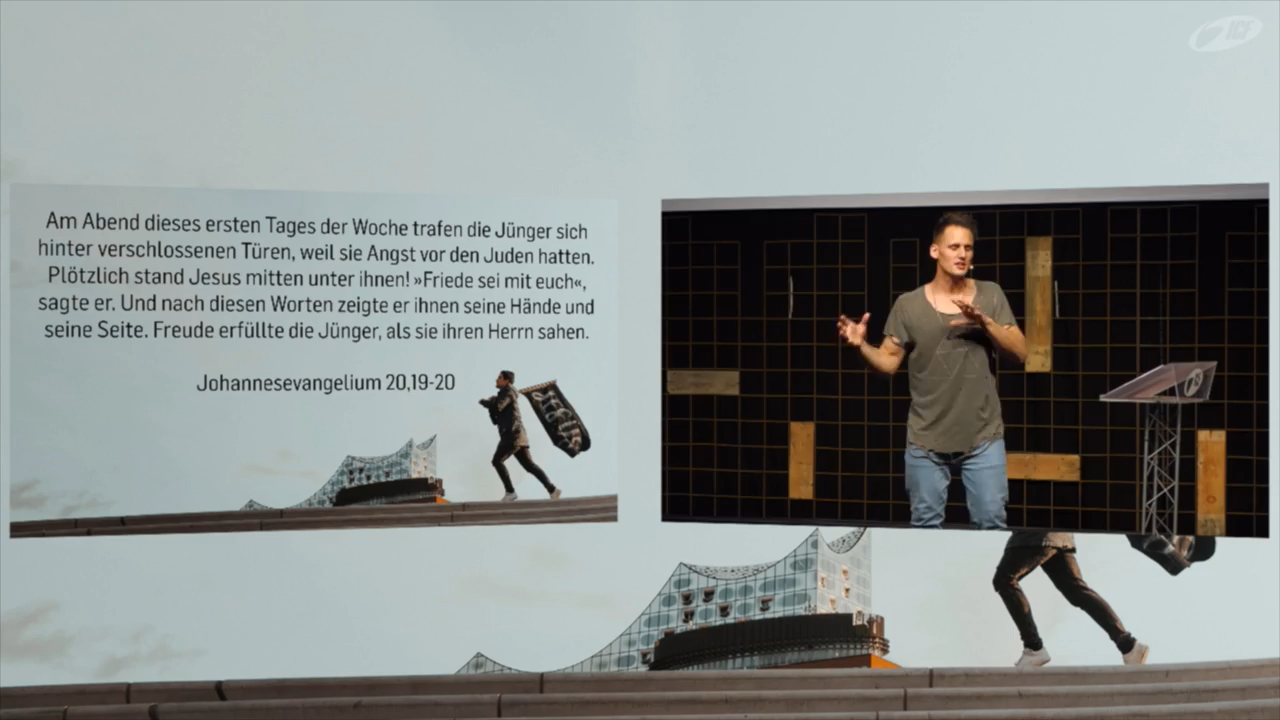 ICF
Am Abend dieses ersten Tages der Woche trafen die Jünger sich
hinter verschlossenen Türen, weil sie Angst vor den Juden hatten.
Plötzlich stand Jesus mitten unter ihnen! »Friede sei mit euch«,
sagte er. Und nach diesen Worten zeigte er ihnen seine Hände und
seine Seite. Freude erfüllte die Jünger, als sie ihren Herrn sahen.
Johannesevangelium 20,19-20